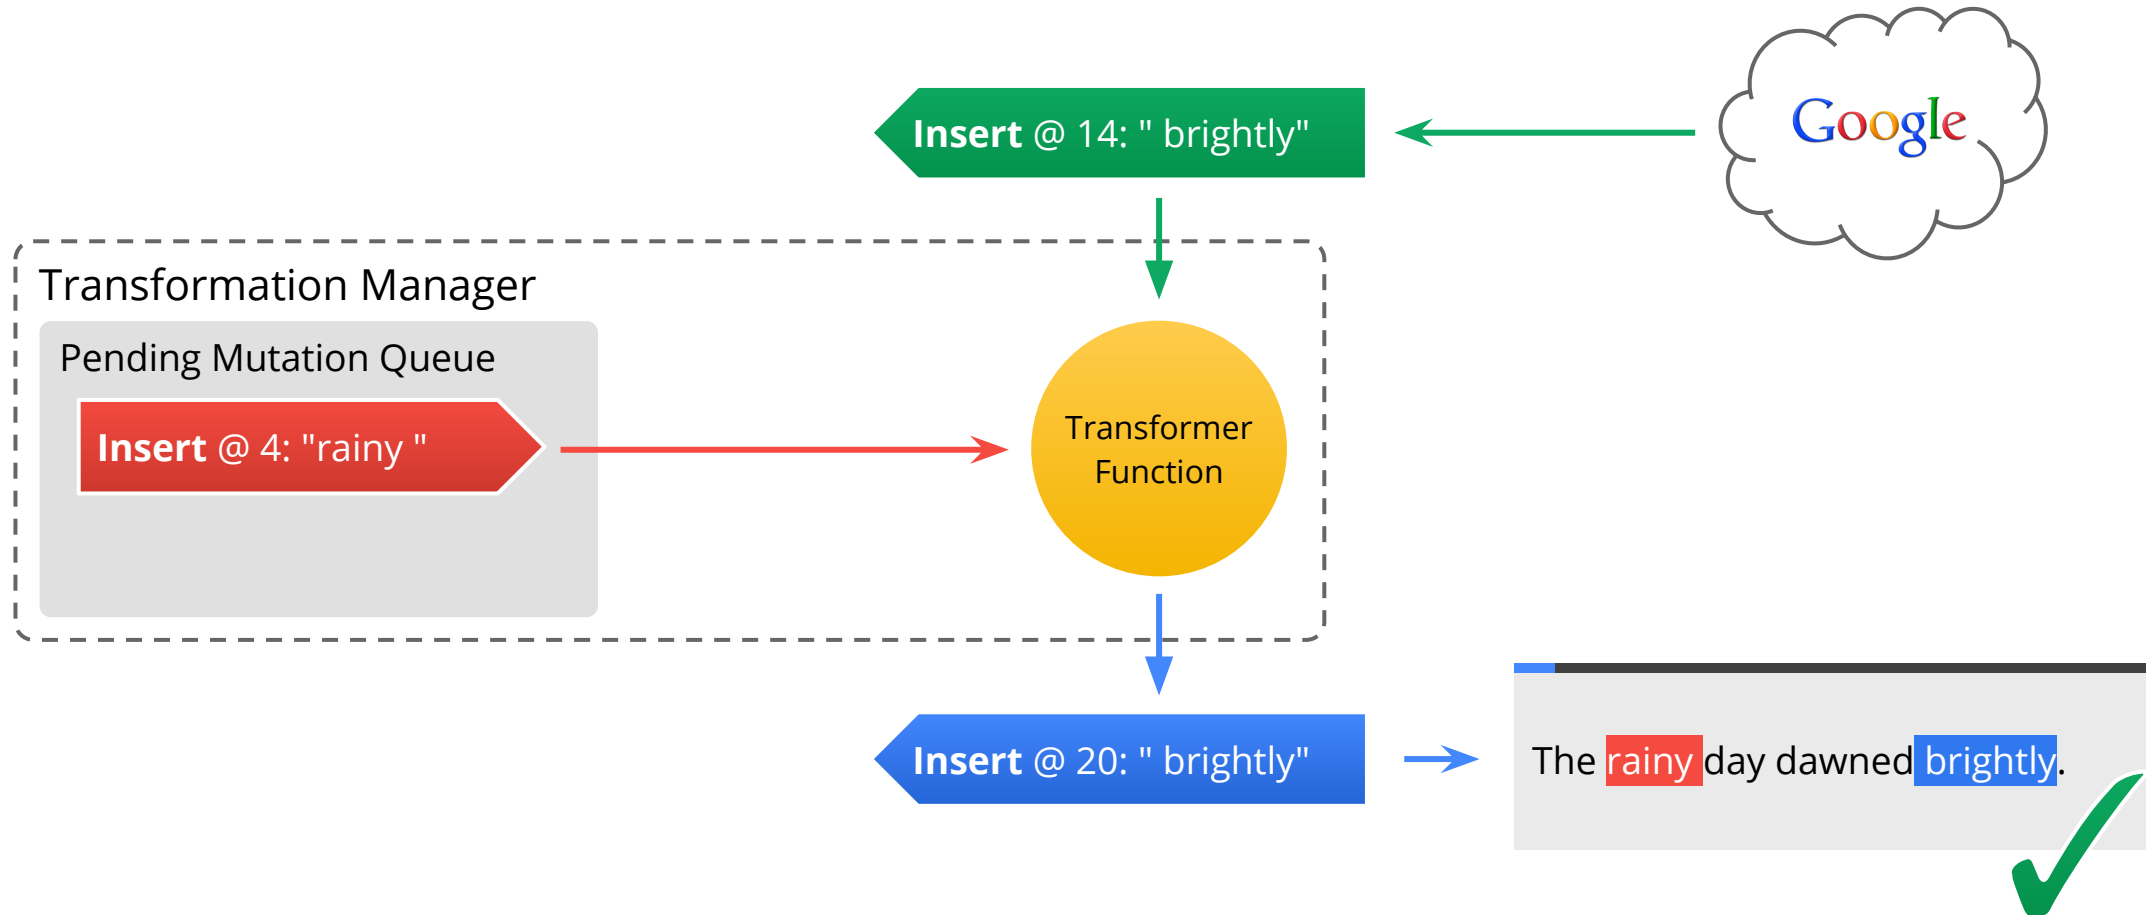 Google
Insert @ 14: " brightly"
Transformation Manager
Pending Mutation Queue
Insert @ 4: "rainy "
Transformer
Function
Insert @ 20: " brightly"
The rainy day dawned brightly.